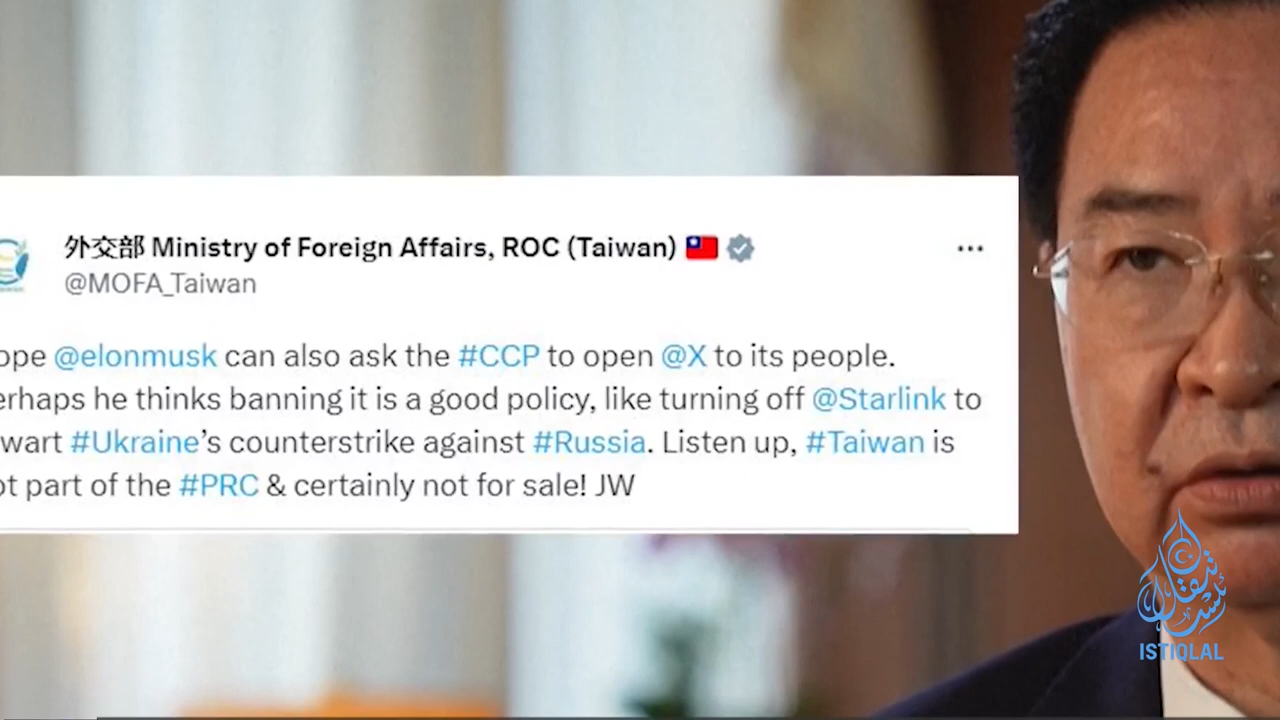 外交部 Ministry of Foreign Affairs, ROC (Taiwan)
@MOFA_Taiwan
ope @elonmusk can also ask the #CCP to open @X to its people.
erhaps he thinks banning it is a good policy, like turning off @Starlink to
wart #Ukraine’s counterstrike against #Russia. Listen up, #Taiwan is
ot part of the #PRC & certainly not for sale! JW
ISTIQLAL